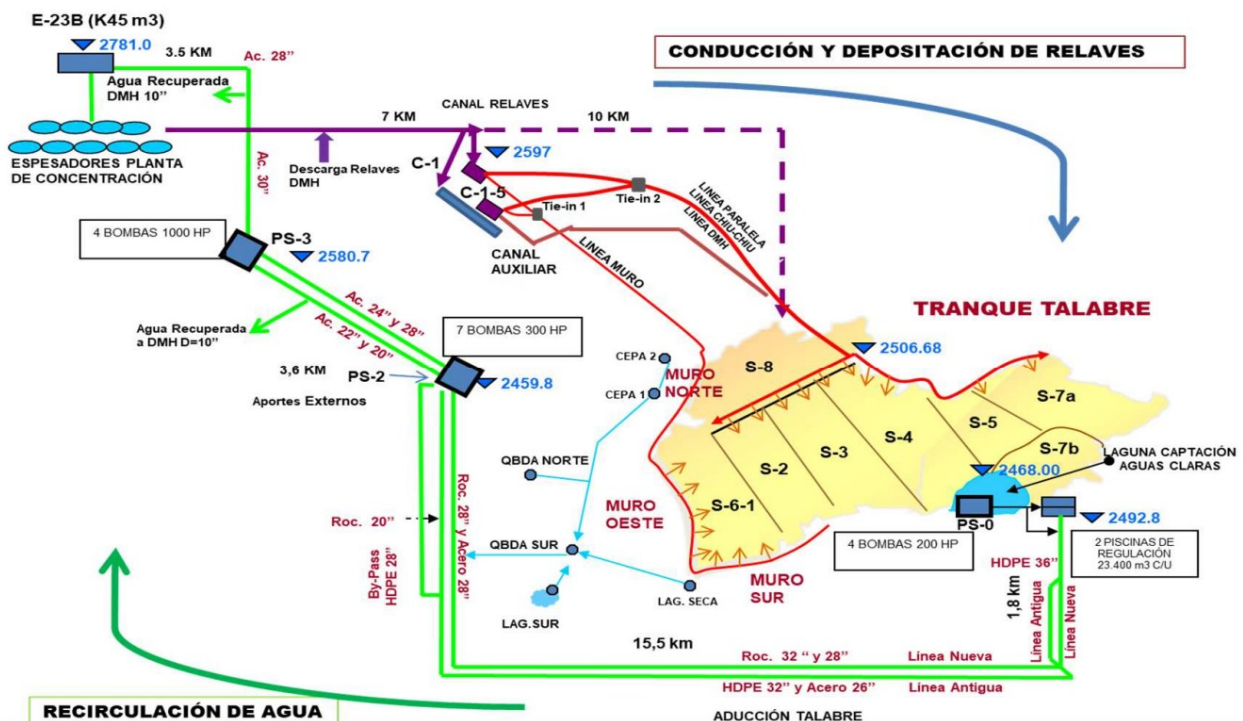 E-23B (K45 m3)
2781.0
3.5 KM
Ac. 28”
Agua Recuperada
DMH 10”
CONDUCCIÓN Y DEPOSITACIÓN DE RELAVES
CANAL RELAVES
7 KM
10 KM
ESPESADORES PLANTA
DE CONCENTRACIÓN
Descarga Relaves
DMH
Ac. 30”
C-1
2597
C-1-5
Tie-in 1
Tie-in 2
LINEA PARALELA
LINEA CHIU-CHIU
LINEA DMH
CANAL
AUXILIAR
LINEA MURO
4 BOMBAS 1000 HP
PS-3
2580.7
Ac. 24” y 28”
Ac. 22” y 20”
Agua Recuperada
a DMH D=10”
7 BOMBAS 300 HP
3,6 KM
PS-2
2459.8
Aportes Externos
TRANQUE TALABRE
2506.68
CEPA 2
CEPA 1
MURO
NORTE
S-8
S-7a
S-5
S-4
S-3
S-2
S-6-1
S-7b
LAGUNA CAPTACIÓN
AGUAS CLARAS
2468.00
PS-0
2492.8
4 BOMBAS 200 HP
2 PISCINAS DE
REGULACIÓN
23.400 m3 C/U
QBDA NORTE
MURO
OESTE
Roc. 20”
Roc. 28” y Acero 28”
By-Pass
HDPE 28”
QBDA SUR
LAG.SUR
LAG. SECA
MURO
SUR
HDPE 36”
1,8 km
Línea Antigua
Línea Nueva
15,5 km
Roc. 32 “ y 28”
Línea Nueva
HDPE 32” y Acero 26”
Línea Antigua
RECIRCULACIÓN DE AGUA
ADUCCIÓN TALABRE